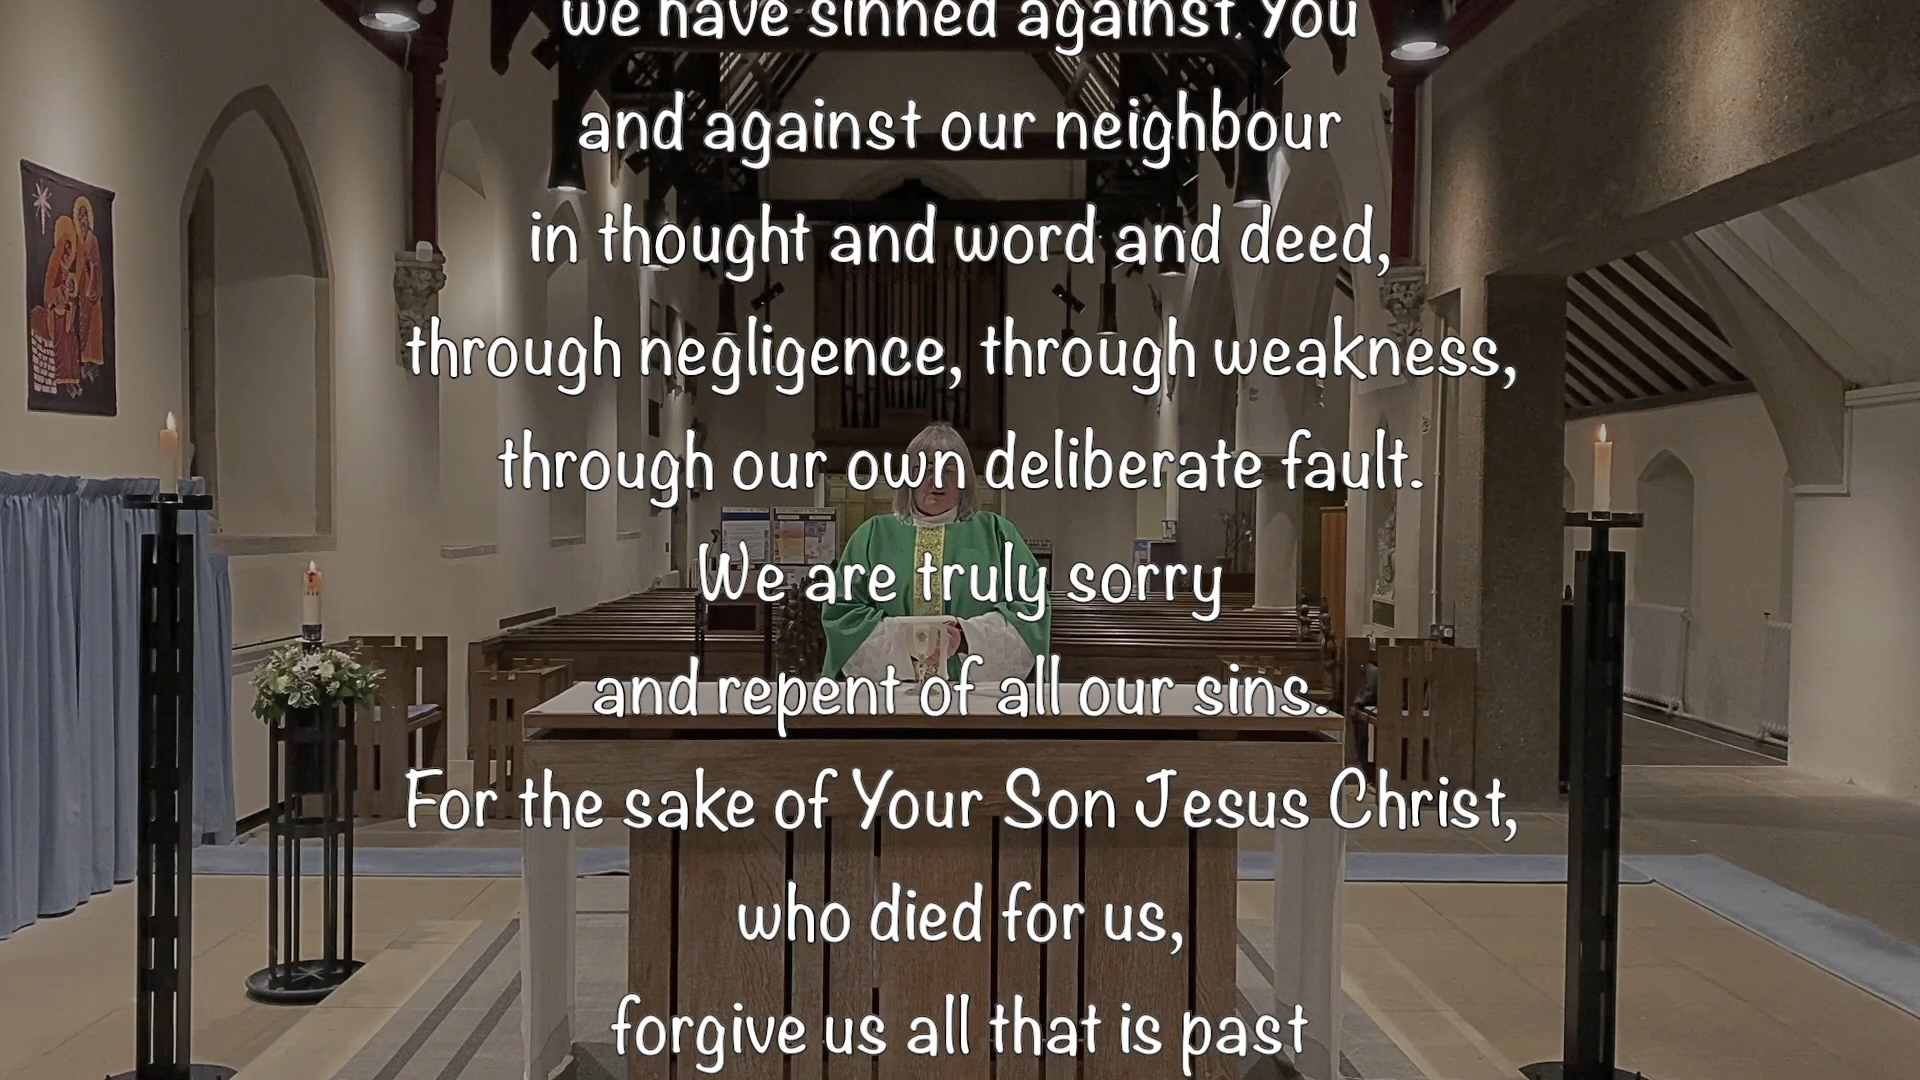 we have sinned against You
and against our neighbour
in thought and word and deed,
through negligence, through weakness,
through our own deliberate fault.
We are truly sorry
and repent of all our sins.
For the sake of Your Son Jesus Christ,
who died for us,
forgive us all that is past